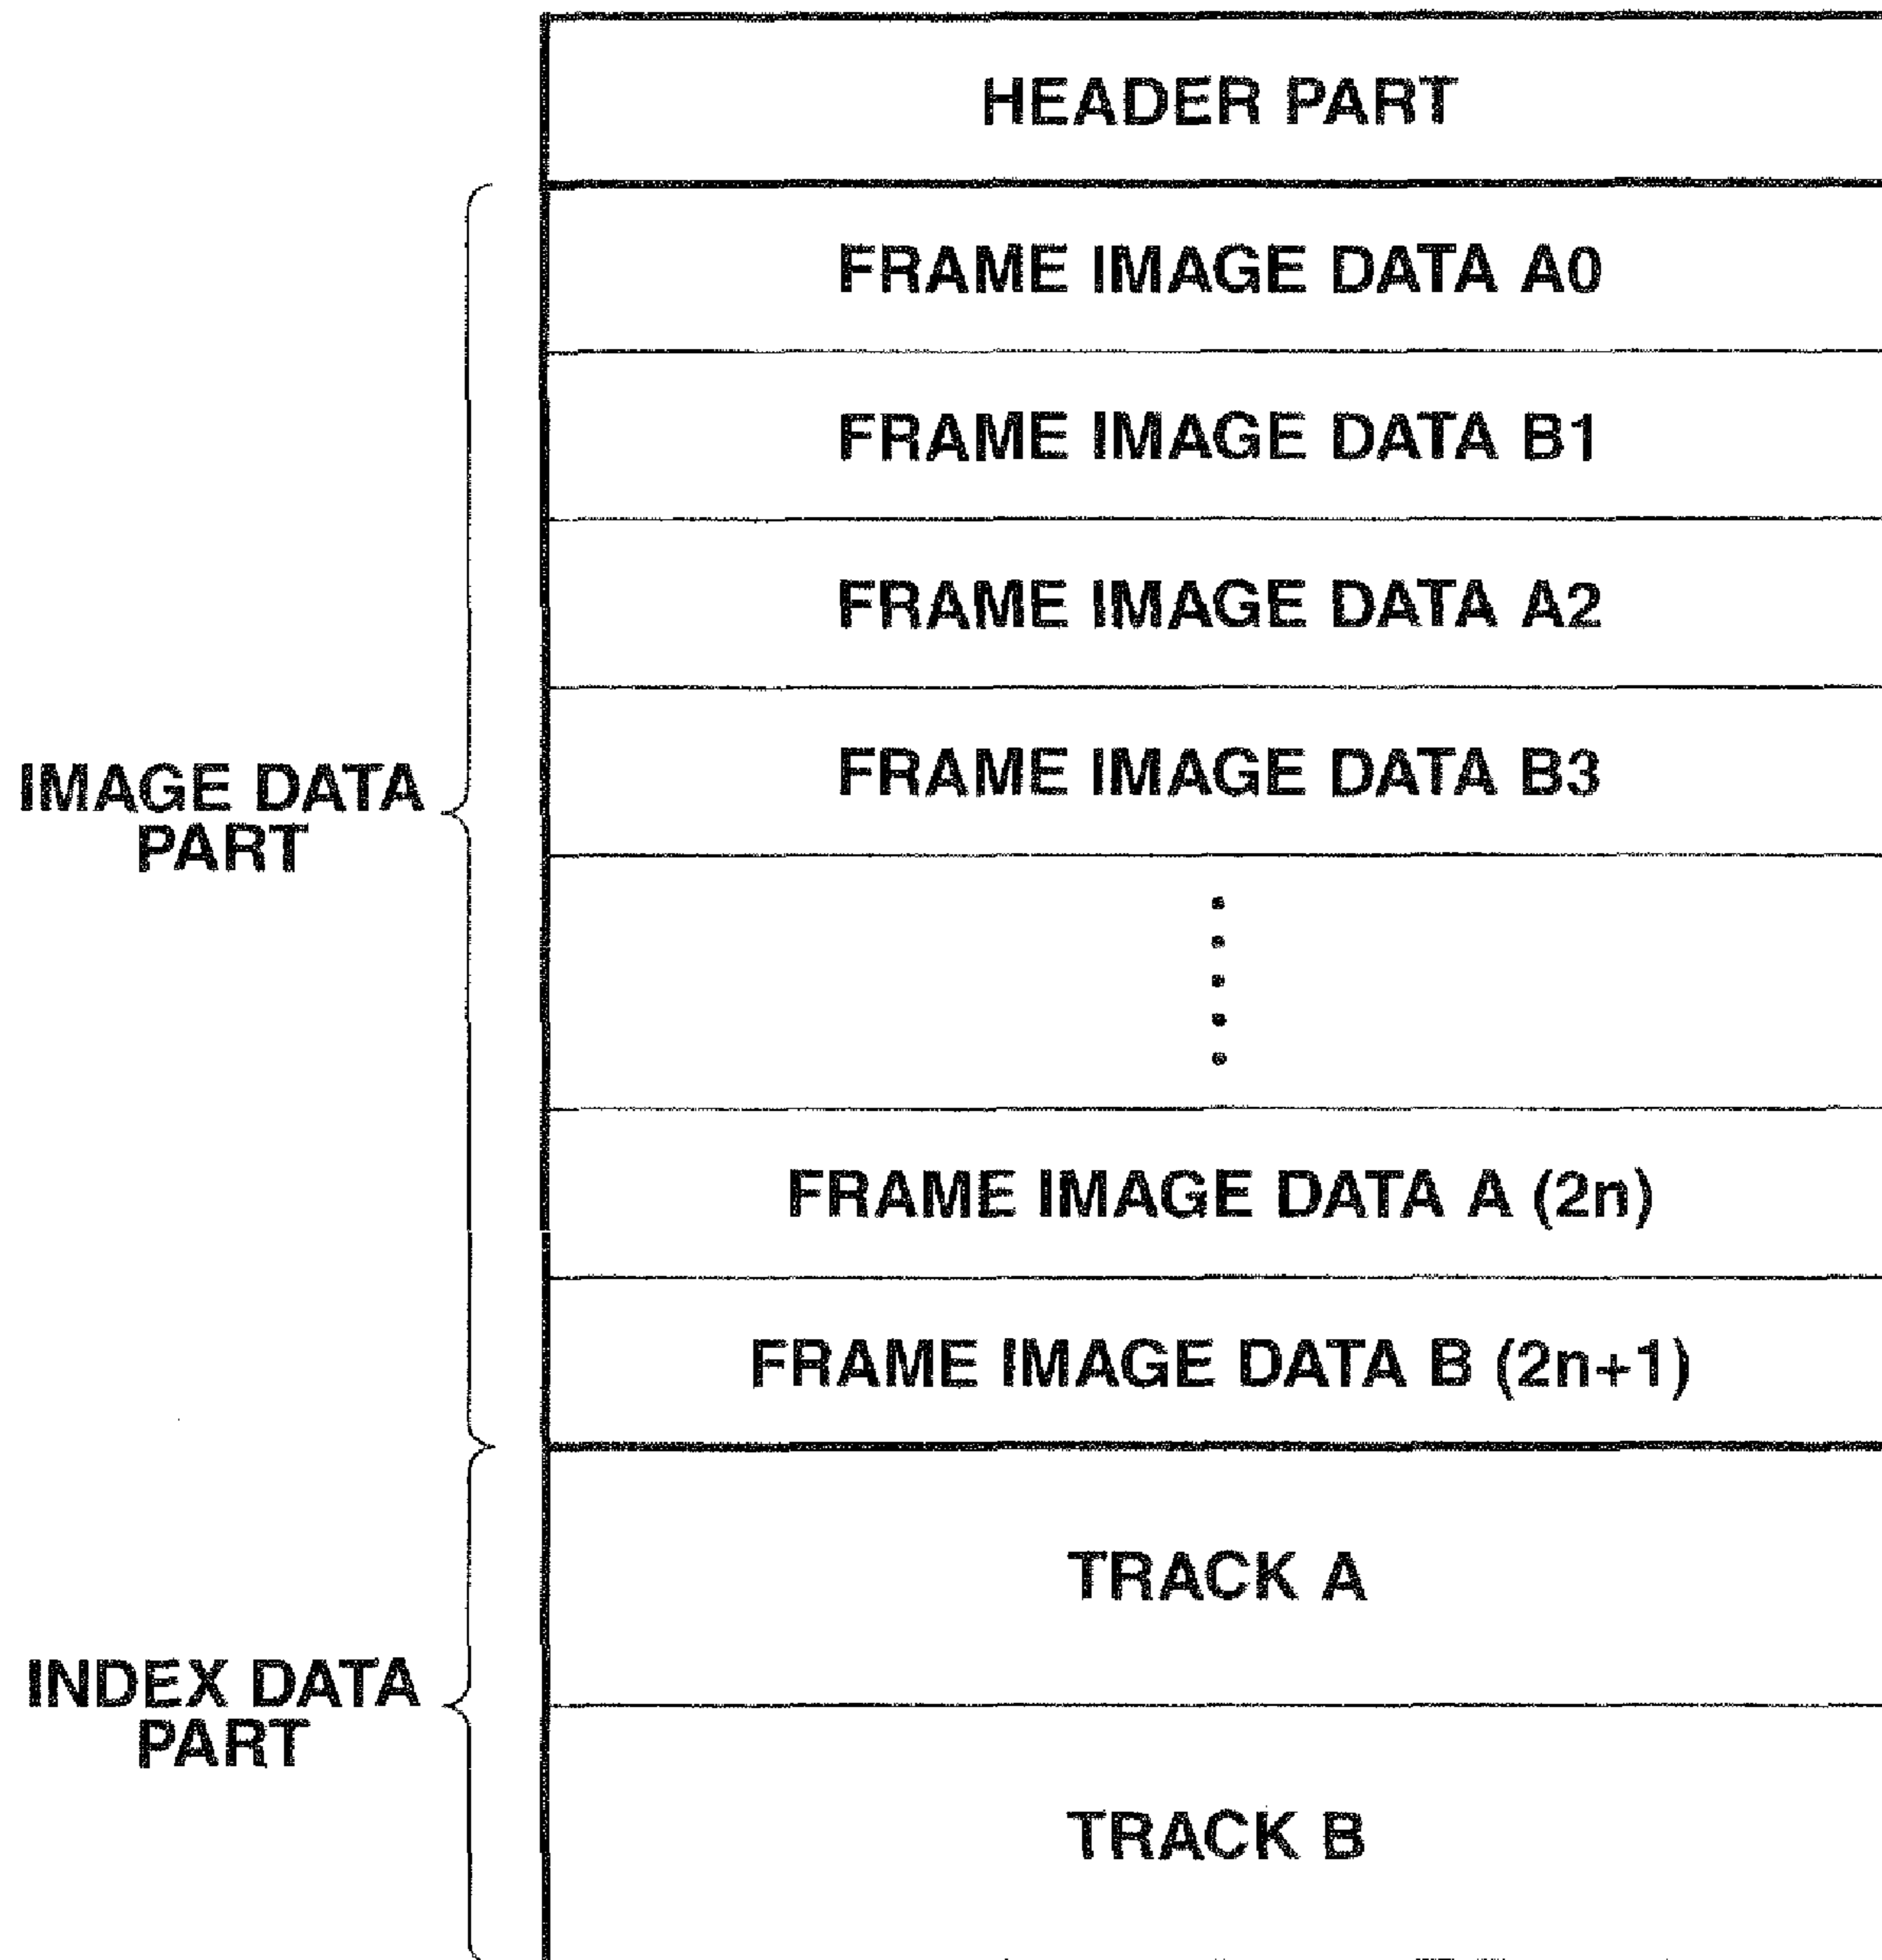 HEADER PART
FRAME IMAGE DATA A0
FRAME IMAGE DATA B1
FRAME IMAGE DATA A2
FRAME IMAGE DATA B3
IMAGE DATA
PART
FRAME IMAGE DATA A (2n)
FRAME IMAGE DATA B (2n+1)
TRACK A
INDEX DATA
PART
TRACK B